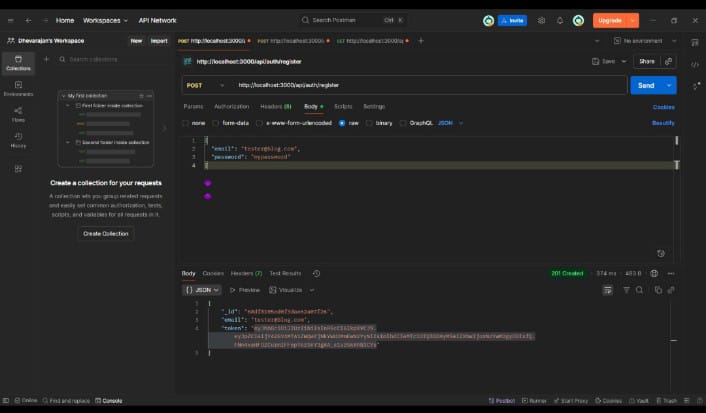 Home Workspaces API Network
Search Postman Ctrl K
Invite
Upgrade
Dhevarajan's Workspace
New Import
POST http://localhost:3000/ POST http://localhost:3000/ GET http://localhost:3000/
No environment
Collections
Search collections
Environments
Flows
History
My first collection
First folder inside collection
Second folder inside collection
Create a collection for your requests
A collection lets you group related requests
and easily set common authorization, tests,
scripts, and variables for all requests in it.
Create Collection
http://localhost:3000/api/auth/register
Save Share
POST http://localhost:3000/api/auth/register
Send
Params Authorization Headers (8) Body Scripts Settings
Cookies
none form-data x-www-form-urlencoded raw binary GraphQL JSON
Beautify
1 {
2 "email": "tester@blog.com",
3 "password": "mypassword"
4
Body Cookies Headers (7) Test Results
201 Created 374 ms 483 B
{ } JSON Preview Visualize
1 {
2 "_id":
3 "email": "tester@blog.com",
4 "token":
5 }
Online Find and replace Console
Postbot Runner Start Proxy Cookies Vault Trash